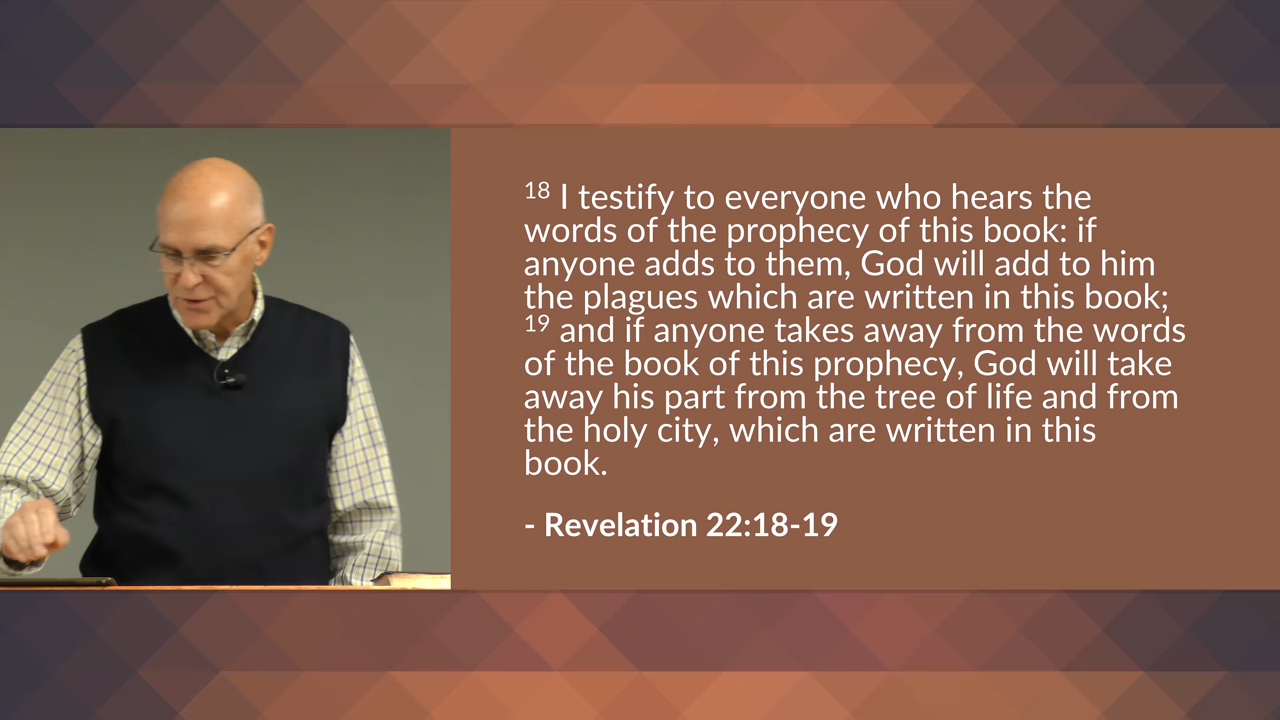 18 I testify to everyone who hears the
words of the prophecy of this book: if
anyone adds to them, God will add to him
the plagues which are written in this book;
19 and if anyone takes away from the words
of the book of this prophecy, God will take
away his part from the tree of life and from
the holy city, which are written in this
book.
- Revelation 22:18-19